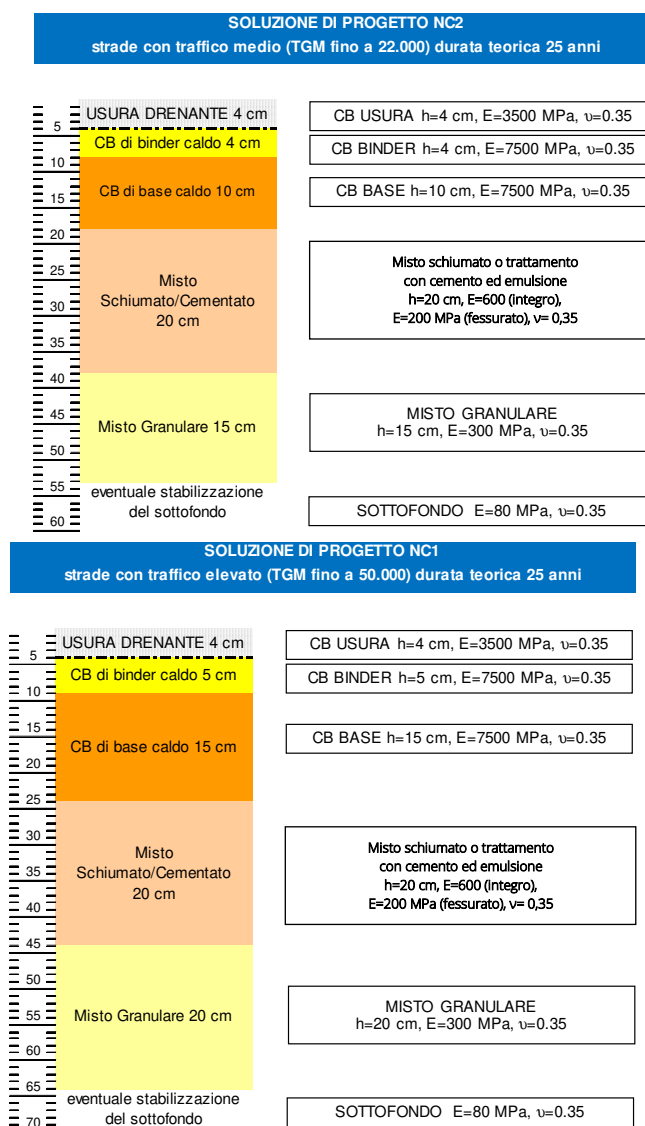 SOLUZIONE DI PROGETTO NC2
strade con traffico medio (TGM fino a 22.000) durata teorica 25 anni
USURA DRENANTE 4 cm
CB USURA h=4 cm, E=3500 MPa, υ=0.35
5
CB di binder caldo 4 cm
CB BINDER h=4 cm, E=7500 MPa, υ=0.35
10
CB di base caldo 10 cm
CB BASE h=10 cm, E=7500 MPa, υ=0.35
15
20
25
Misto
Schiumato/Cementato
20 cm
Misto schiumato o trattamento
con cemento ed emulsione
h=20 cm, E=600 (integro),
E=200 MPa (fessurato), ν= 0,35
30
35
40
45
Misto Granulare 15 cm
MISTO GRANULARE
h=15 cm, E=300 MPa, υ=0.35
50
55
eventuale stabilizzazione
del sottofondo
SOTTOFONDO E=80 MPa, υ=0.35
60
SOLUZIONE DI PROGETTO NC1
strade con traffico elevato (TGM fino a 50.000) durata teorica 25 anni
USURA DRENANTE 4 cm
CB USURA h=4 cm, E=3500 MPa, υ=0.35
5
CB di binder caldo 5 cm
CB BINDER h=5 cm, E=7500 MPa, υ=0.35
10
15
CB di base caldo 15 cm
CB BASE h=15 cm, E=7500 MPa, υ=0.35
20
25
30
Misto
Schiumato/Cementato
20 cm
Misto schiumato o trattamento
con cemento ed emulsione
h=20 cm, E=600 (integro),
E=200 MPa (fessurato), ν= 0,35
35
40
45
50
55
Misto Granulare 20 cm
MISTO GRANULARE
h=20 cm, E=300 MPa, υ=0.35
60
65
eventuale stabilizzazione
del sottofondo
SOTTOFONDO E=80 MPa, υ=0.35
70